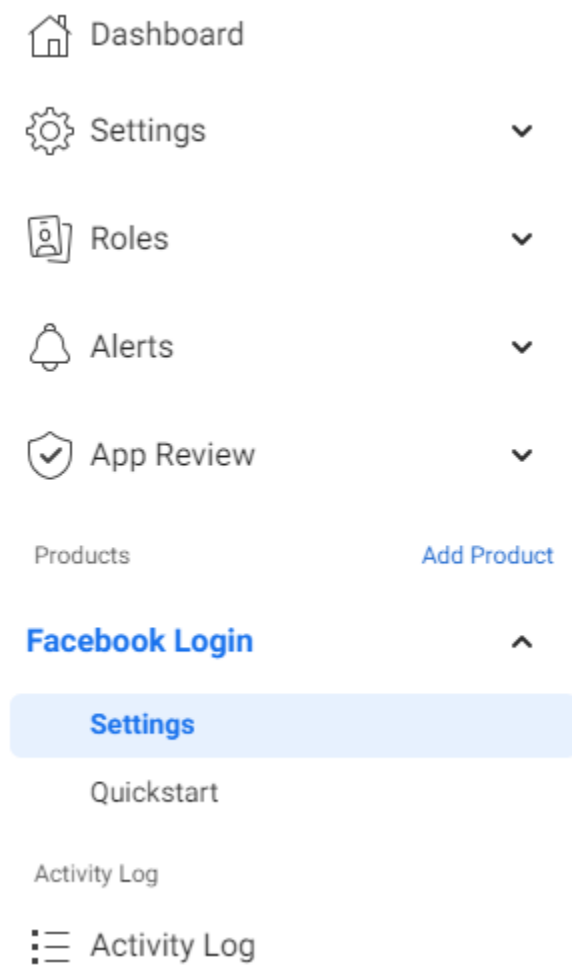 Dashboard
Settings
Roles
Alerts
App Review
Products Add Product
Facebook Login
Settings
Quickstart
Activity Log
Activity Log